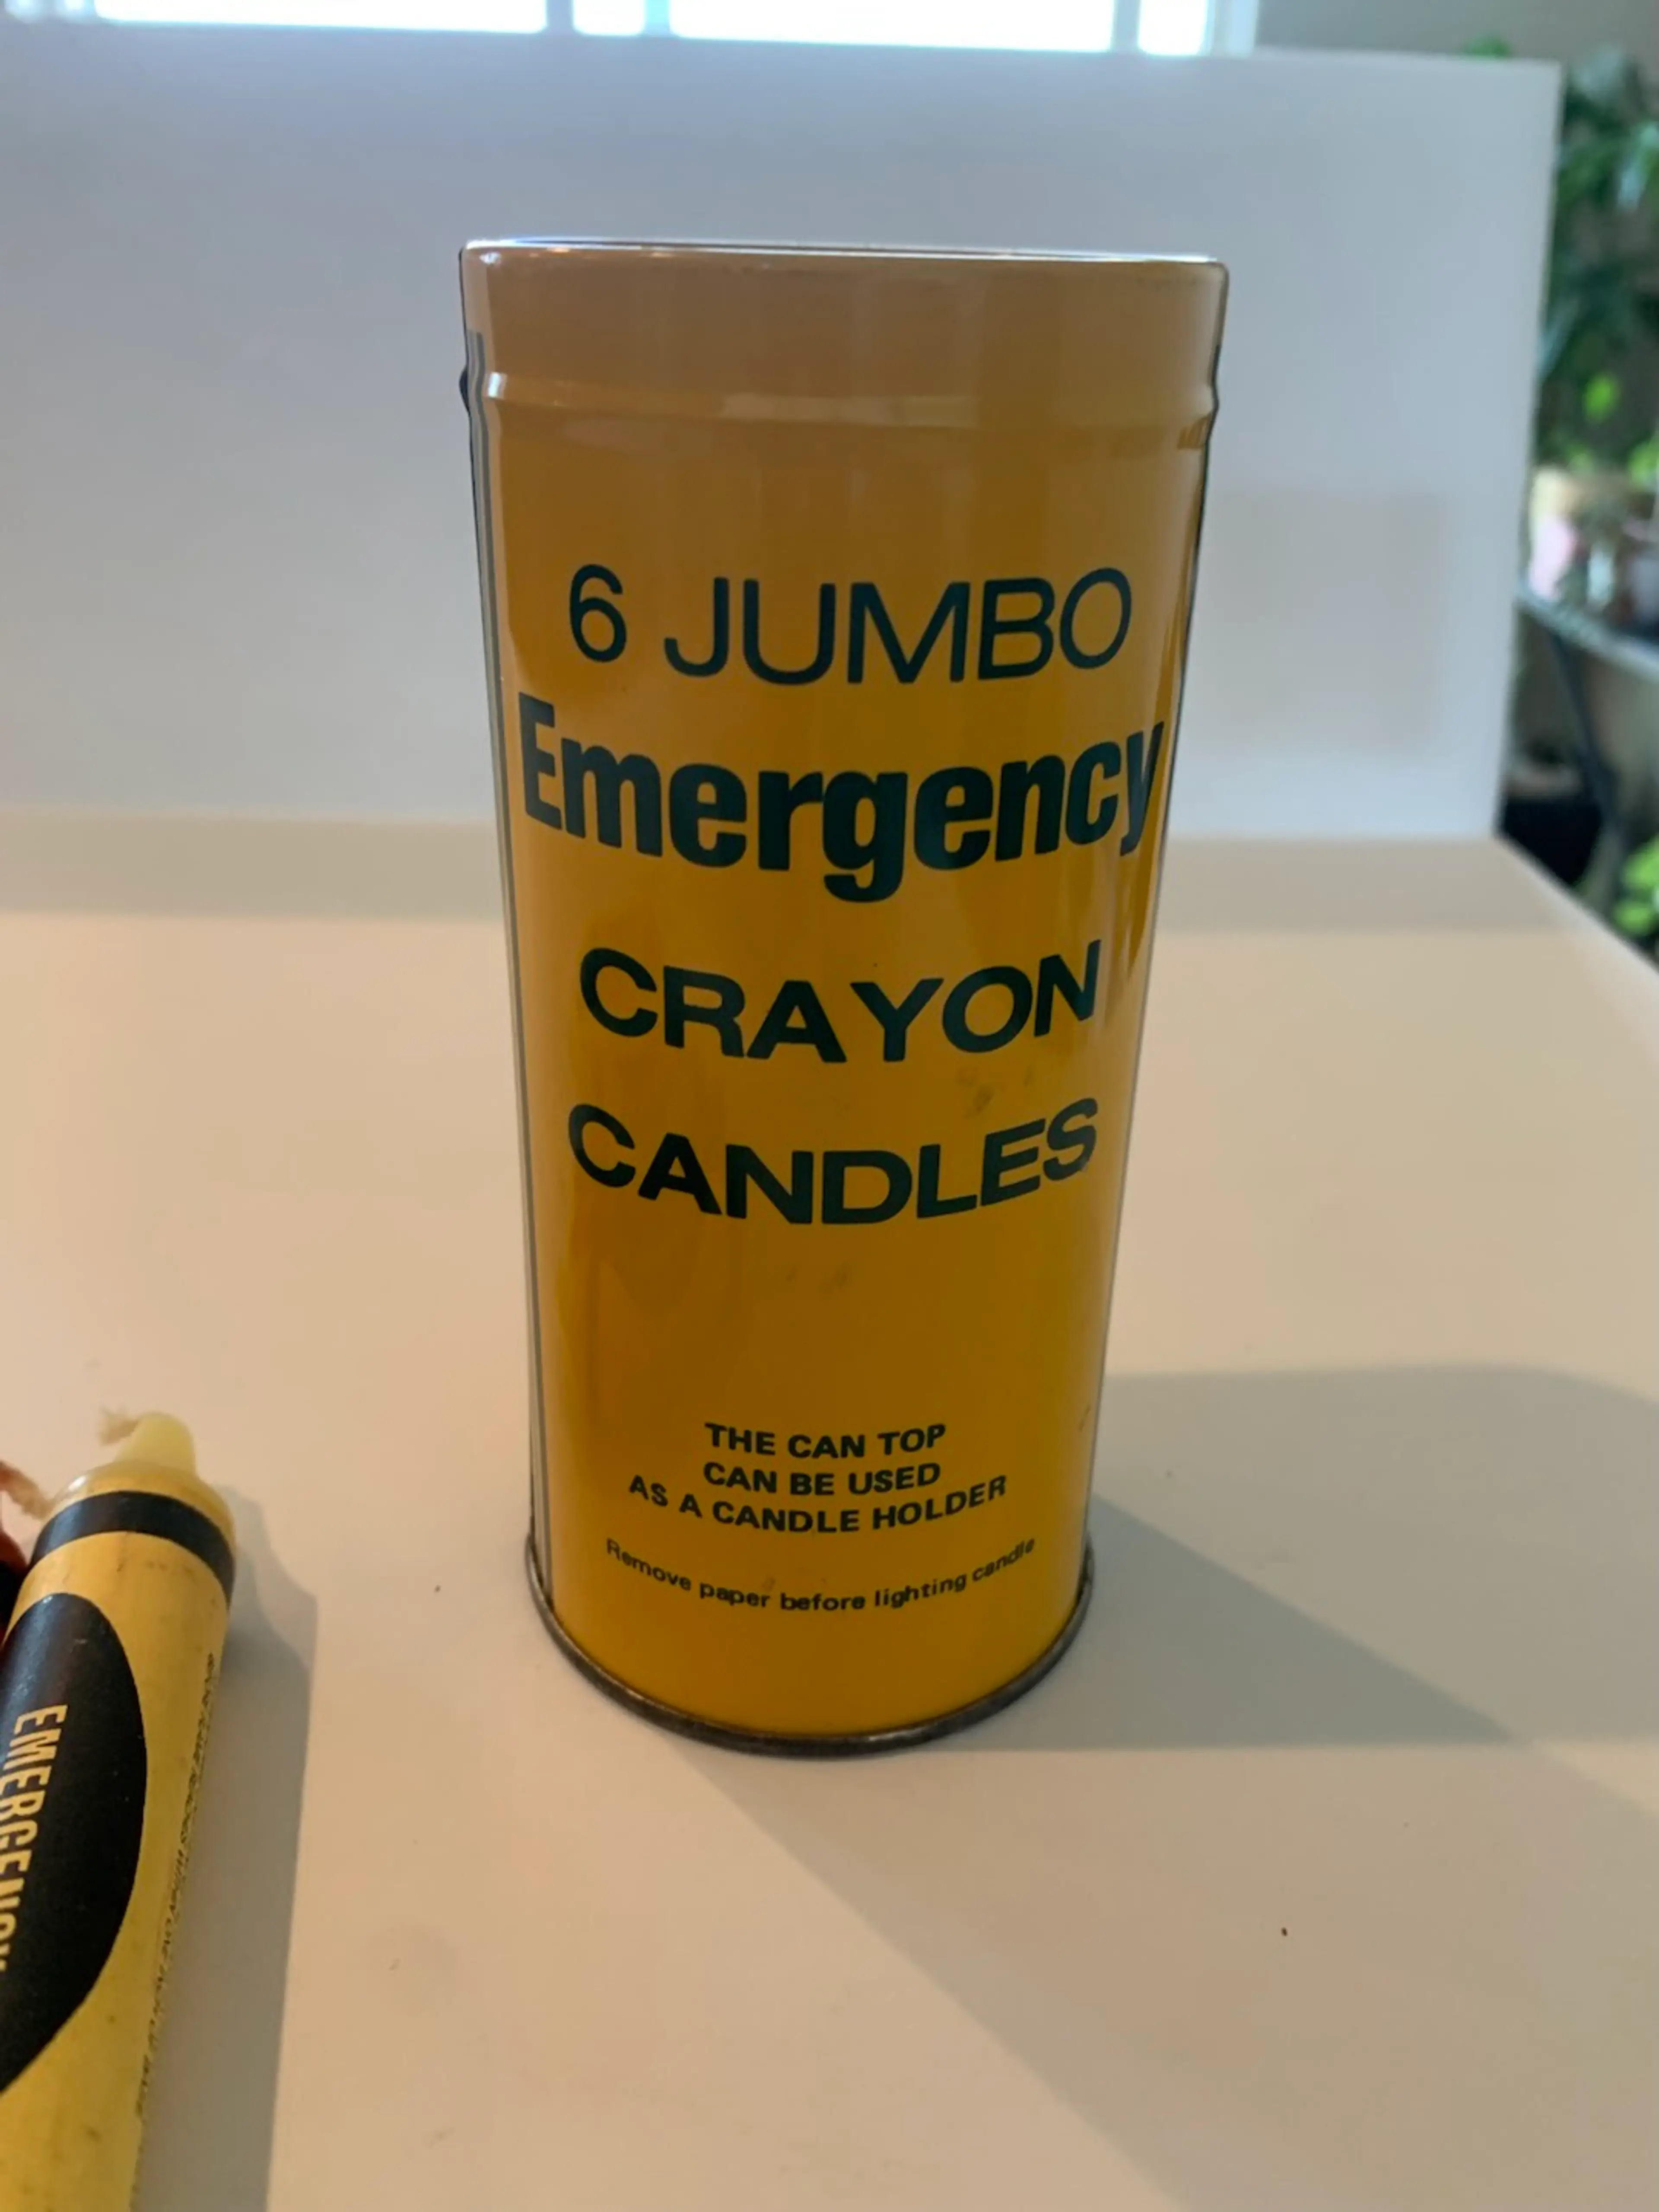 6 JUMBO
Emergency
CRAYON
CANDLES
THE CAN TOP
CAN BE USED
AS A CANDLE HOLDER
Remove paper before lighting candle
EMERGENCY